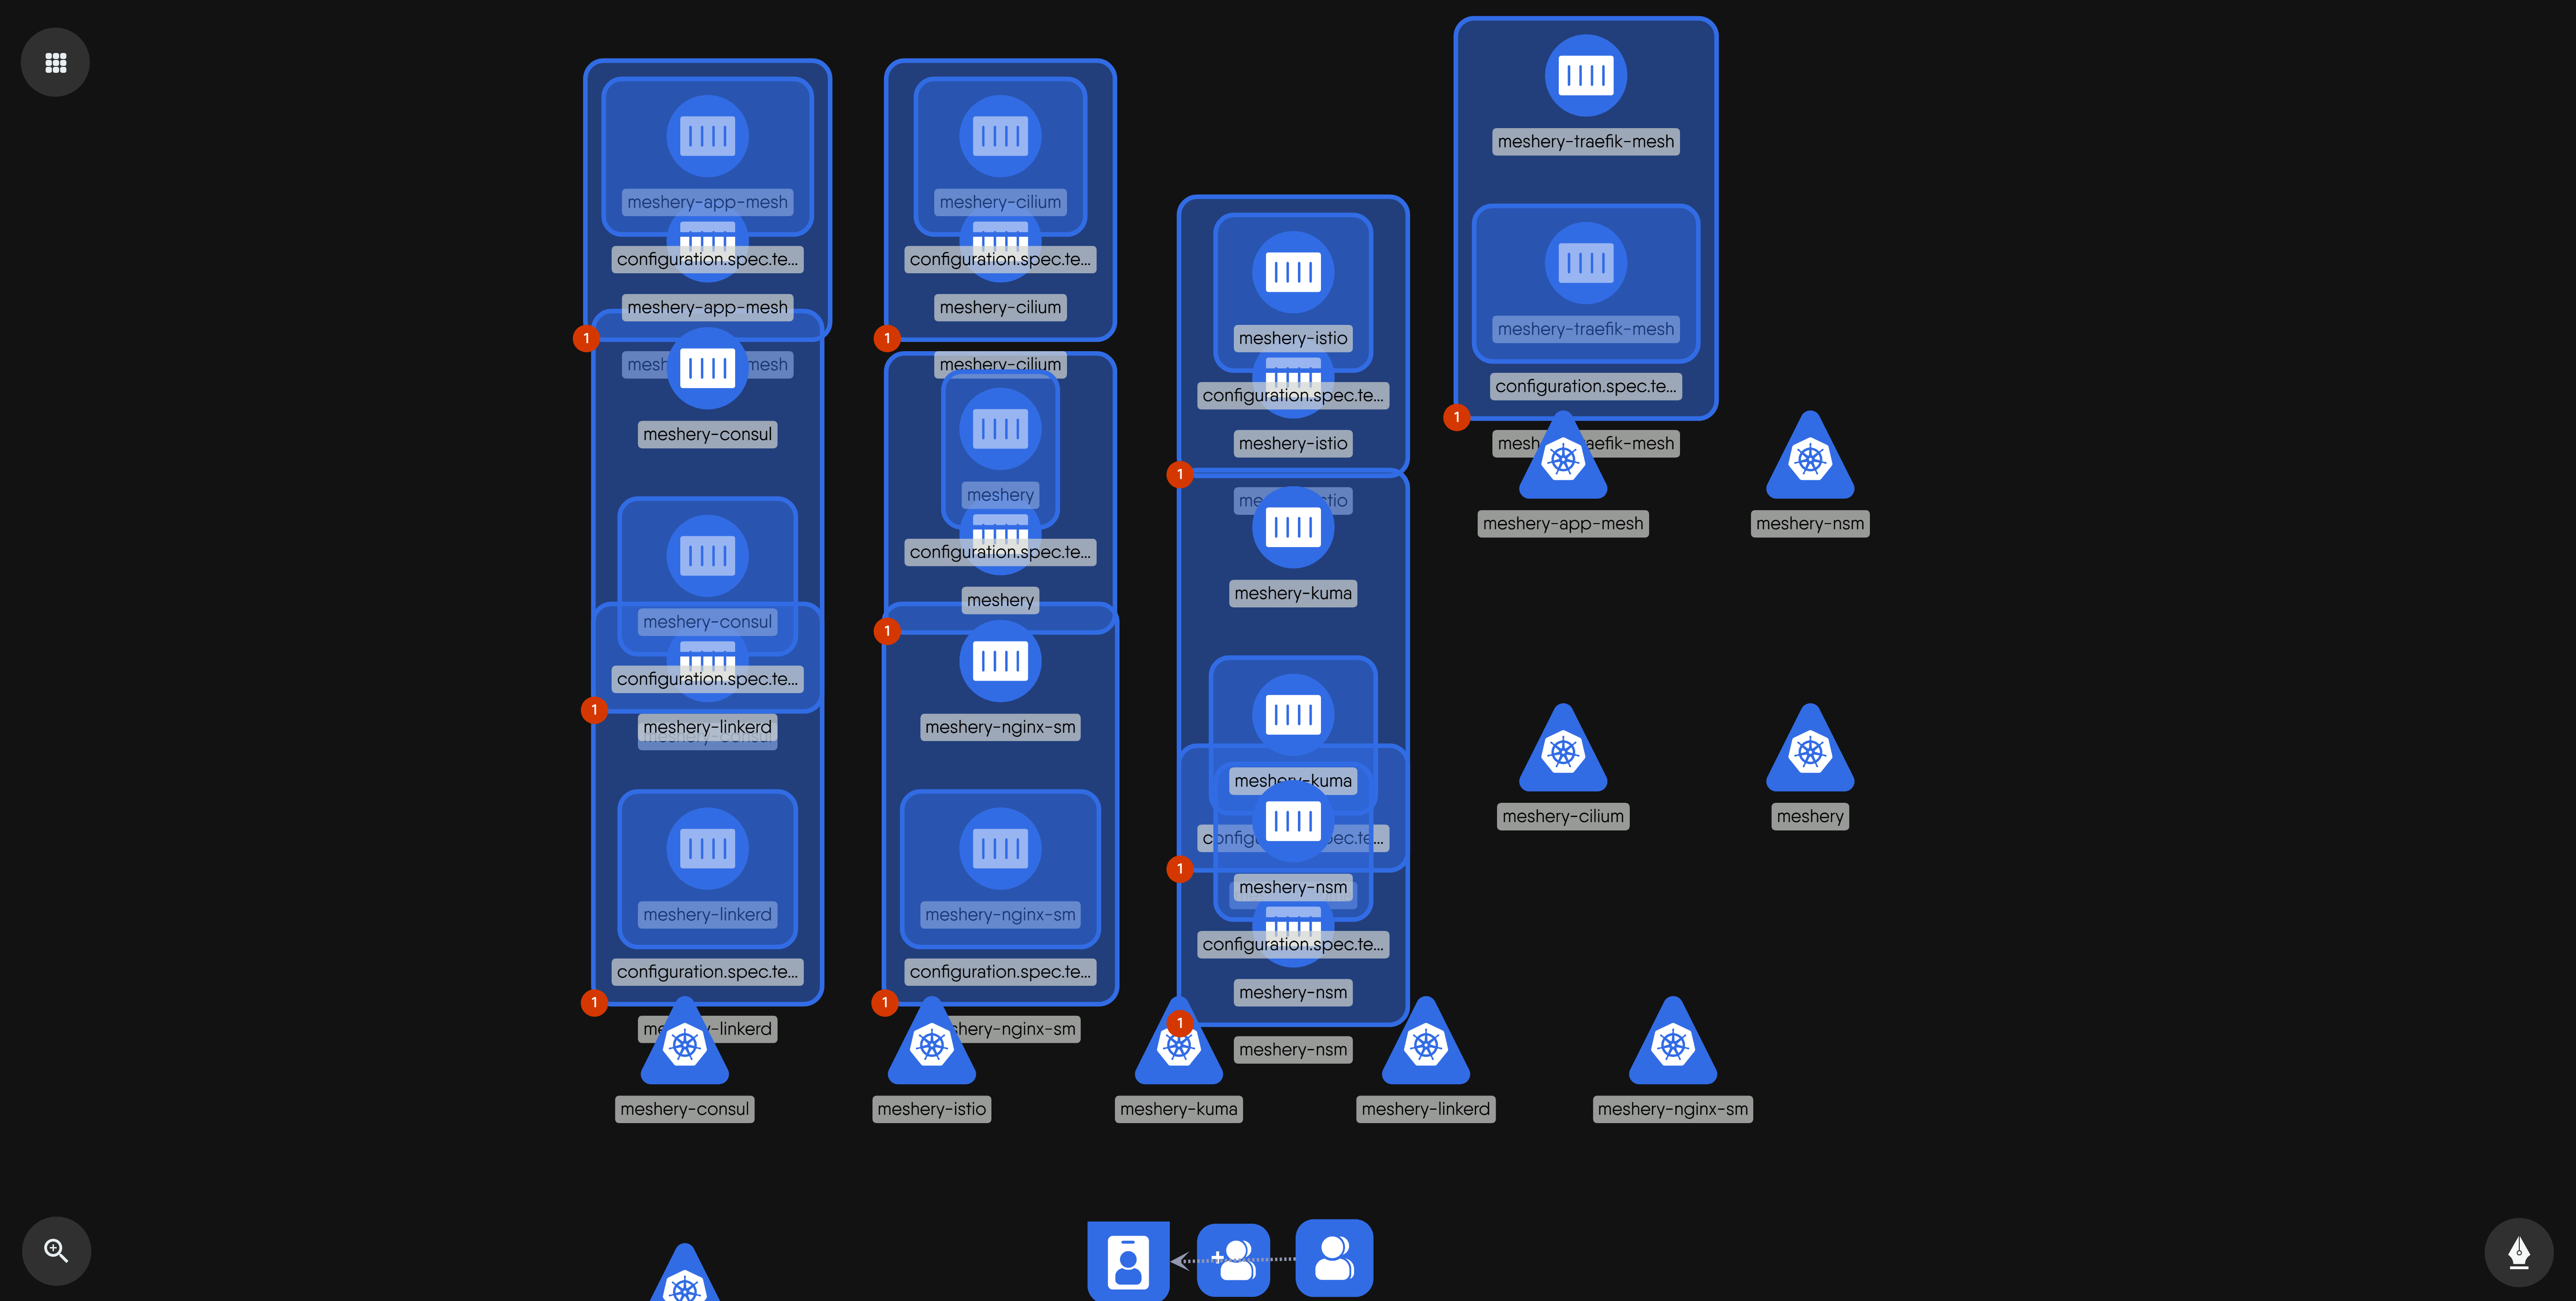 meshery-app-mesh
configuration.spec.te...
meshery-app-mesh
1
mesh
mesh
meshery-consul
meshery-consul
configuration.spec.te...
1
meshery-linkerd
meshery-consul
meshery-linkerd
configuration.spec.te...
1
me
-linkerd
meshery-cilium
configuration.spec.te...
meshery-cilium
1
meshery-cilium
meshery
configuration.spec.te...
meshery
1
meshery-nginx-sm
meshery-nginx-sm
configuration.spec.te...
1
shery-nginx-sm
meshery-istio
configuration.spec.te...
meshery-istio
1
me
stio
meshery-kuma
meshery-kuma
config
pec.te...
1
meshery-nsm
configuration.spec.te...
meshery-nsm
1
meshery-nsm
meshery-traefik-mesh
meshery-traefik-mesh
configuration.spec.te...
1
mesh
aefik-mesh
meshery-app-mesh
meshery-nsm
meshery-cilium
meshery
meshery-consul
meshery-istio
meshery-kuma
meshery-linkerd
meshery-nginx-sm